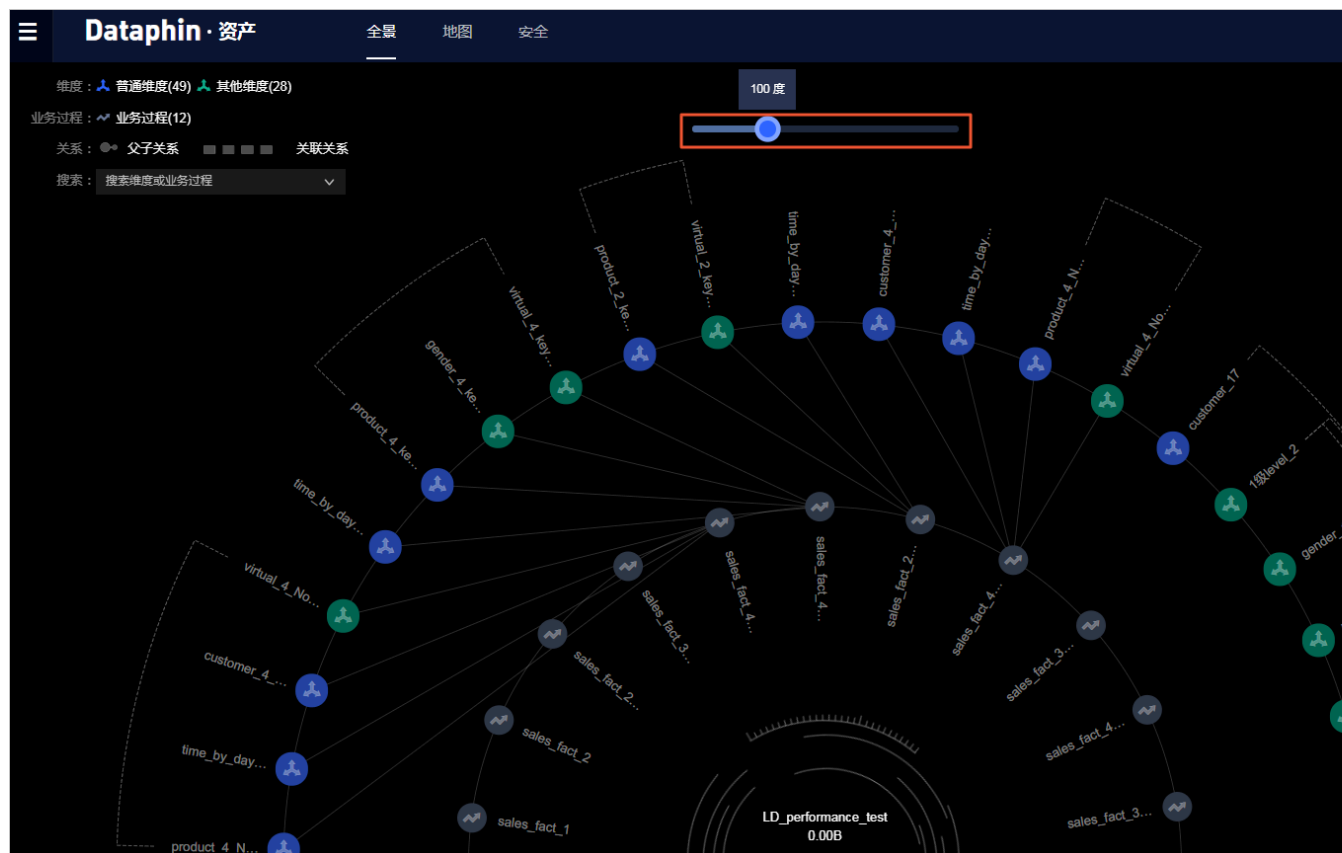 Dataphin · 资产
全景
地图
安全
维度： 普通维度(49) 其他维度(28)
业务过程： 业务过程(12)
关系： 父子关系 关联关系
搜索： 搜索维度或业务过程
100 度
product_2_ke...
virtual_2_key...
time_by_day...
customer_4_...
time_by_day...
product_4_N...
virtual_4_No...
customer_17
1级level_2
gender_
virtual_4_key...
gender_4_ke...
product_4_ke...
time_by_day...
virtual_4_No...
customer_4_...
time_by_day...
product_4_N...
sales_fact_1
sales_fact_2
sales_fact_2...
sales_fact_3...
sales_fact_4...
sales_fact_4...
sales_fact_2...
sales_fact_4...
sales_fact_3...
sales_fact_4...
sales_fact_3...
LD_performance_test
0.00B